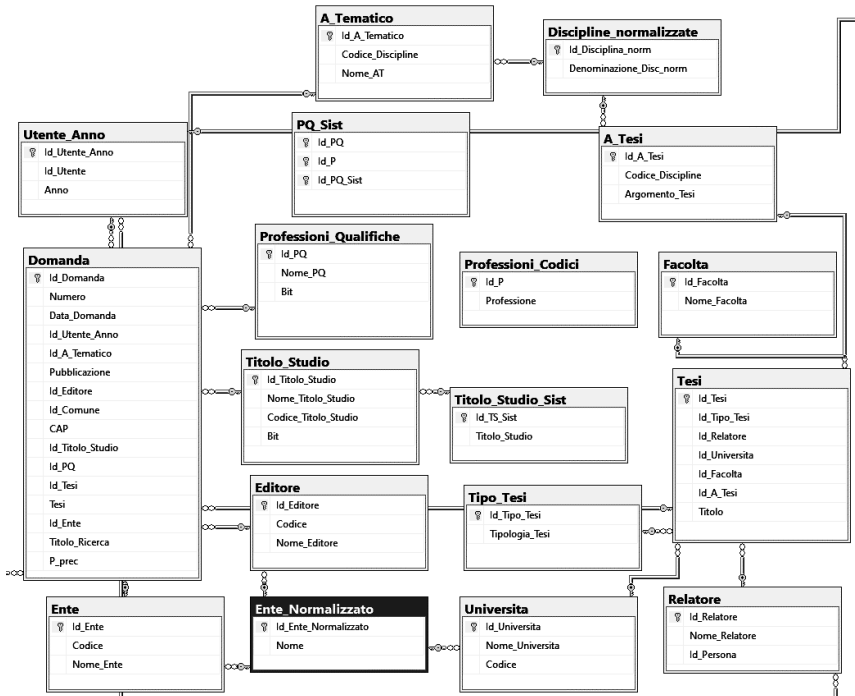 A_Tematico
Id_A_Tematico
Codice_Discipline
Nome_AT
Discipline_normalizzate
Id_Disciplina_norm
Denominazione_Disc_norm
Utente_Anno
Id_Utente_Anno
Id_Utente
Anno
PQ_Sist
Id_PQ
Id_P
Id_PQ_Sist
A_Tesi
Id_A_Tesi
Codice_Discipline
Argomento_Tesi
Domanda
Id_Domanda
Numero
Data_Domanda
Id_Utente_Anno
Id_A_Tematico
Pubblicazione
Id_Editore
Id_Comune
CAP
Id_Titolo_Studio
Id_PQ
Id_Tesi
Tesi
Id_Ente
Titolo_Ricerca
P_prec
Professioni_Qualifiche
Id_PQ
Nome_PQ
Bit
Professioni_Codici
Id_P
Professione
Facolta
Id_Facolta
Nome_Facolta
Titolo_Studio
Id_Titolo_Studio
Nome_Titolo_Studio
Codice_Titolo_Studio
Bit
Titolo_Studio_Sist
Id_TS_Sist
Titolo_Studio
Tesi
Id_Tesi
Id_Tipo_Tesi
Id_Relatore
Id_Universita
Id_Facolta
Id_A_Tesi
Titolo
Editore
Id_Editore
Codice
Nome_Editore
Tipo_Tesi
Id_Tipo_Tesi
Tipologia_Tesi
Ente
Id_Ente
Codice
Nome_Ente
Ente_Normalizzato
Id_Ente_Normalizzato
Nome
Universita
Id_Universita
Nome_Universita
Codice
Relatore
Id_Relatore
Nome_Relatore
Id_Persona